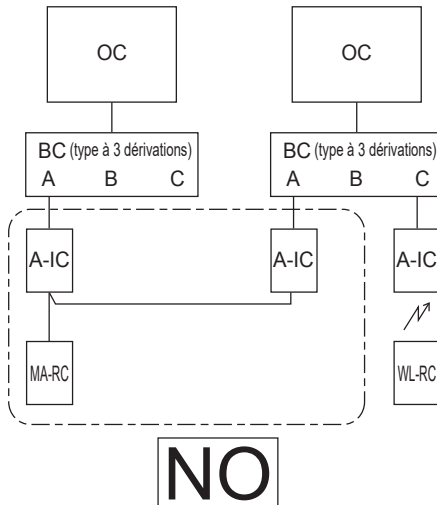 OC OC
BC (type à 3 dérivations) BC (type à 3 dérivations)
A B C A B C
A-IC A-IC A-IC
MA-RC WL-RC
NO